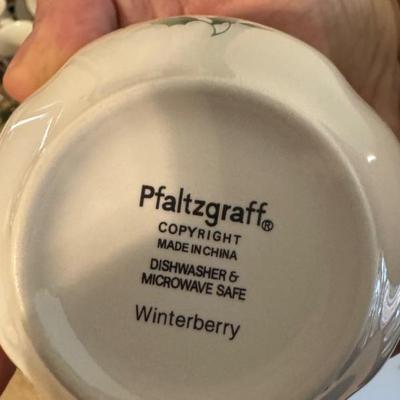 Pfaltzgraff®
COPYRIGHT
MADE IN CHINA
DISHWASHER &
MICROWAVE SAFE
Winterberry